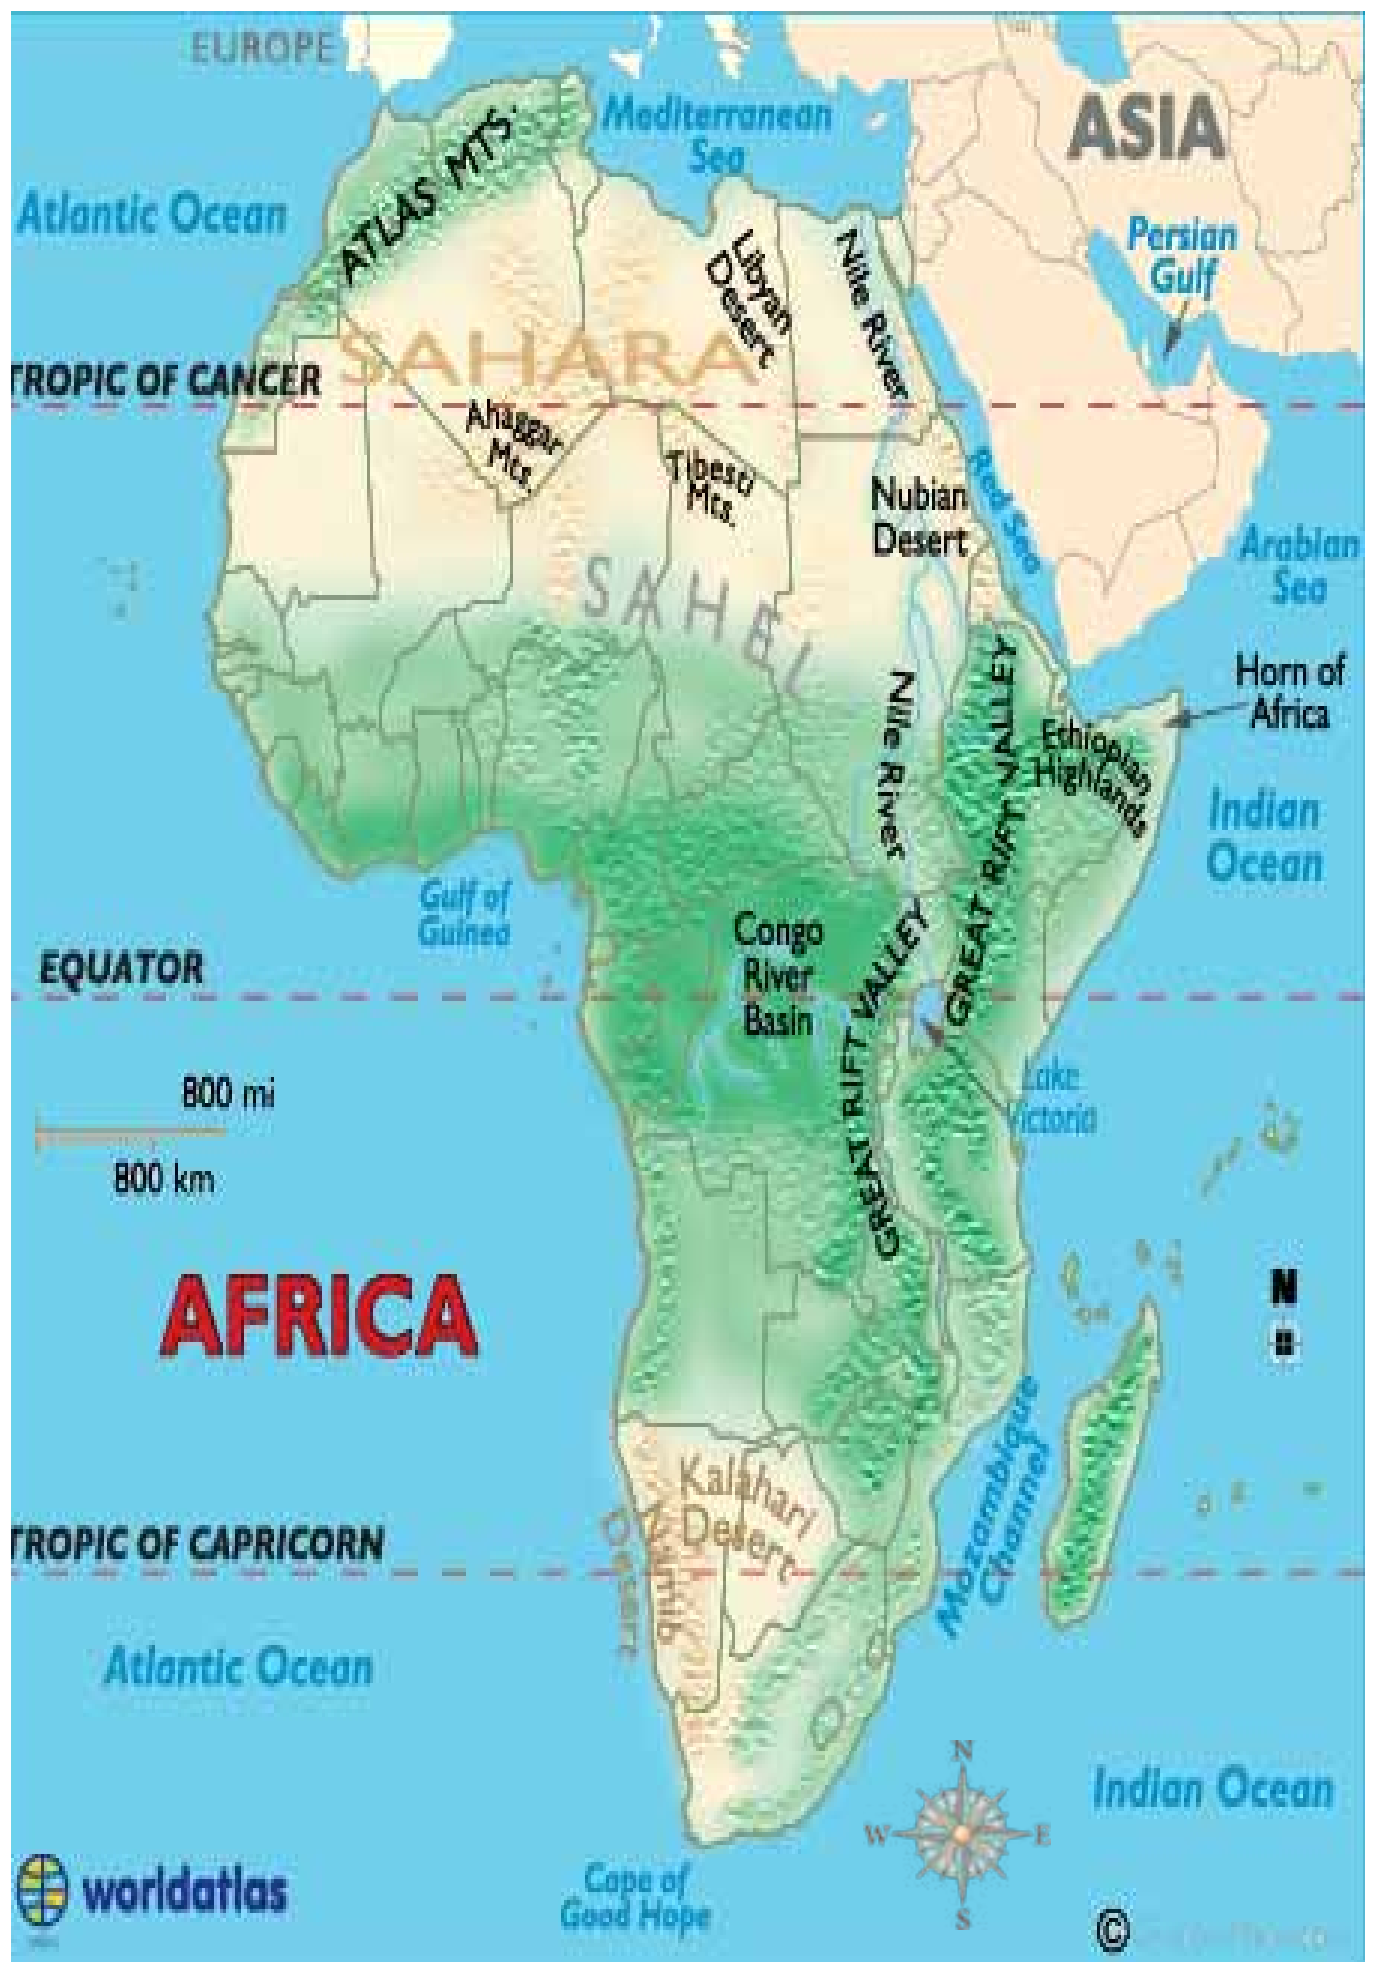 EUROPE
ASIA
ATLAS MTS.
Mediterranean
Sea
Atlantic Ocean
Persian
Gulf
Libyan
Desert
Nile River
SAHARA
TROPIC OF CANCER
Ahaggar
Mts.
Tibesti
Mts.
Red Sea
Nubian
Desert
Arabian
Sea
SAHEL
Horn of
Africa
Nile River
GREAT RIFT VALLEY
Ethiopian
Highlands
Indian
Ocean
Gulf of
Guinea
Congo
River
Basin
GREAT RIFT VALLEY
EQUATOR
Lake
Victoria
800 mi
800 km
AFRICA
N
Mozambique
Channel
Kalahari
Desert
Namib
Desert
TROPIC OF CAPRICORN
Atlantic Ocean
N
W E
S
Indian Ocean
worldatlas
Cape of
Good Hope
©